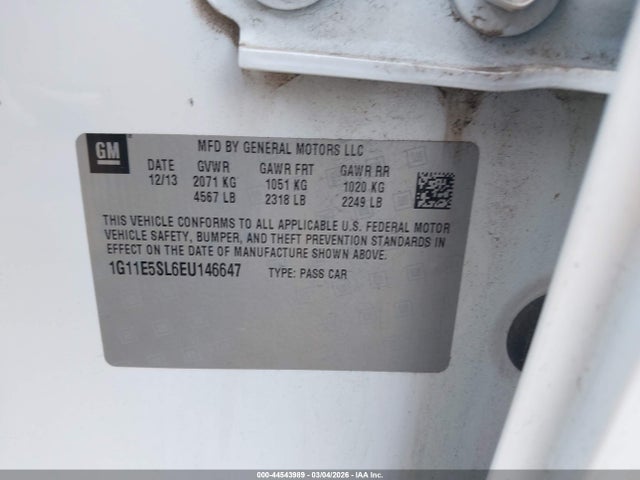 GM
MFD BY GENERAL MOTORS LLC
DATE GVWR GAWR FRT GAWR RR
12/13 2071 KG 1051 KG 1020 KG
4567 LB 2318 LB 2249 LB
THIS VEHICLE CONFORMS TO ALL APPLICABLE U.S. FEDERAL MOTOR
VEHICLE SAFETY, BUMPER, AND THEFT PREVENTION STANDARDS IN
EFFECT ON THE DATE OF MANUFACTURE SHOWN ABOVE.
1G11E5SL6EU146647 TYPE: PASS CAR
000-44543989 - 03/04/2026 - IAA Inc.